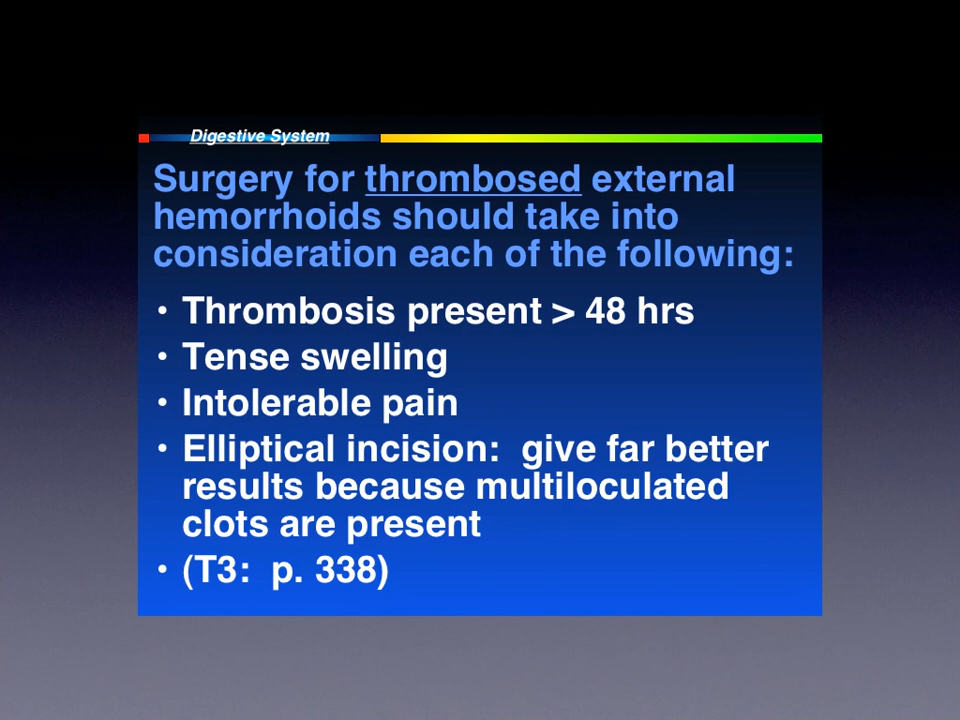 Digestive System
Surgery for thrombosed external
hemorrhoids should take into
consideration each of the following:
• Thrombosis present > 48 hrs
• Tense swelling
• Intolerable pain
• Elliptical incision:  give far better
results because multiloculated
clots are present
• (T3:  p. 338)